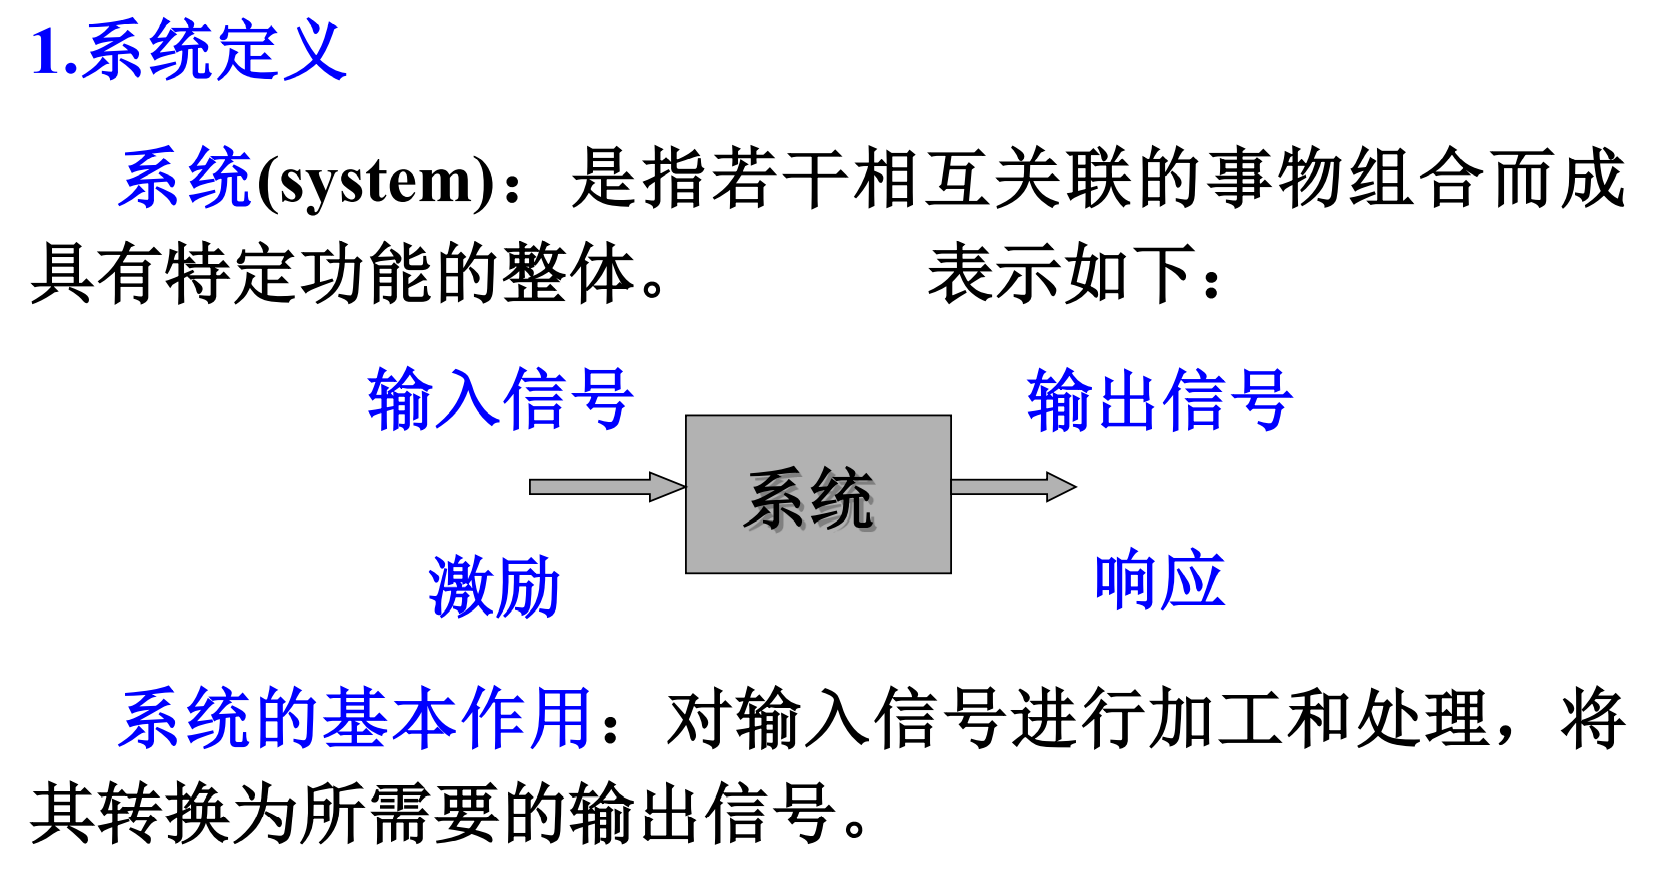 1.系统定义
系统(system)：是指若干相互关联的事物组合而成
具有特定功能的整体。 表示如下：
输入信号
输出信号
系统
激励
响应
系统的基本作用：对输入信号进行加工和处理，将
其转换为所需要的输出信号。